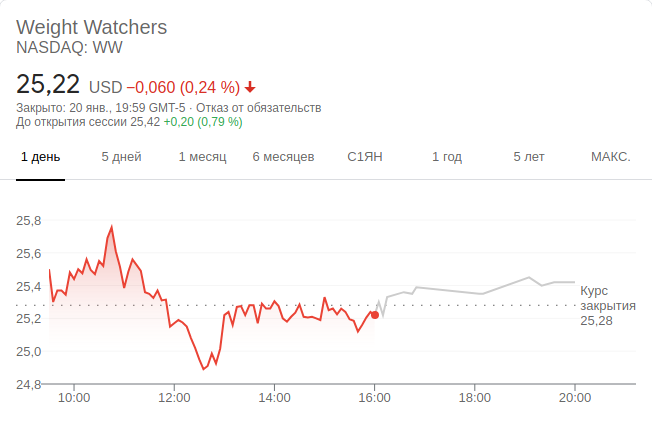 Weight Watchers
NASDAQ: WW
25,22 USD −0,060 (0,24 %)
Закрыто: 20 янв., 19:59 GMT-5 · Отказ от обязательств
До открытия сессии 25,42 +0,20 (0,79 %)
1 день 5 дней 1 месяц 6 месяцев С1ЯН 1 год 5 лет МАКС.
25,8
25,6
25,4
25,2
25,0
24,8
Курс
закрытия
25,28
10:00 12:00 14:00 16:00 18:00 20:00